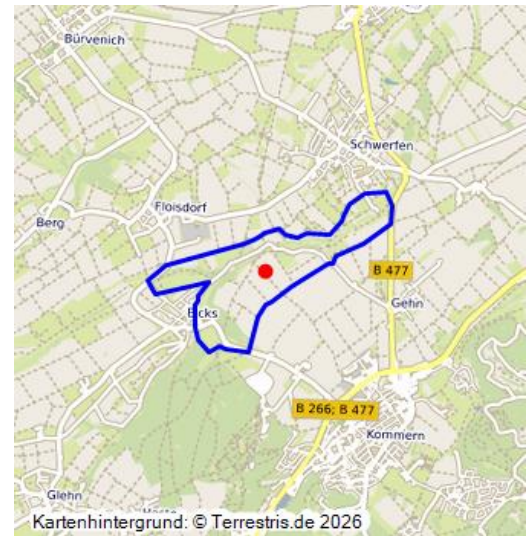 Bürvenich
Schwerfen
Floisdorf
Berg
B 477
Gehn
Eicks
B 266; B 477
Kommern
Glehn
Kartenhintergrund: © Terrestris.de 2026